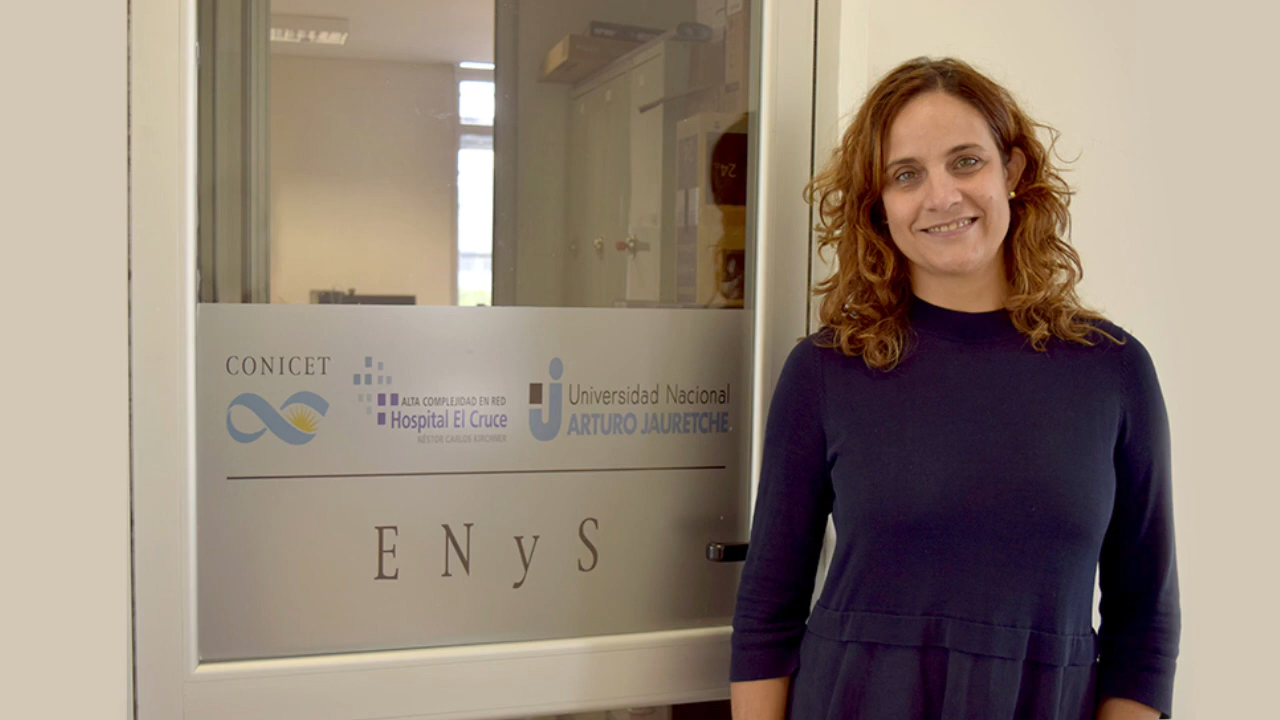 CONICET
ALTA COMPLEJIDAD EN RED
Hospital El Cruce
NÉSTOR CARLOS KIRCHNER
Universidad Nacional
ARTURO JAURETCHE
ENyS